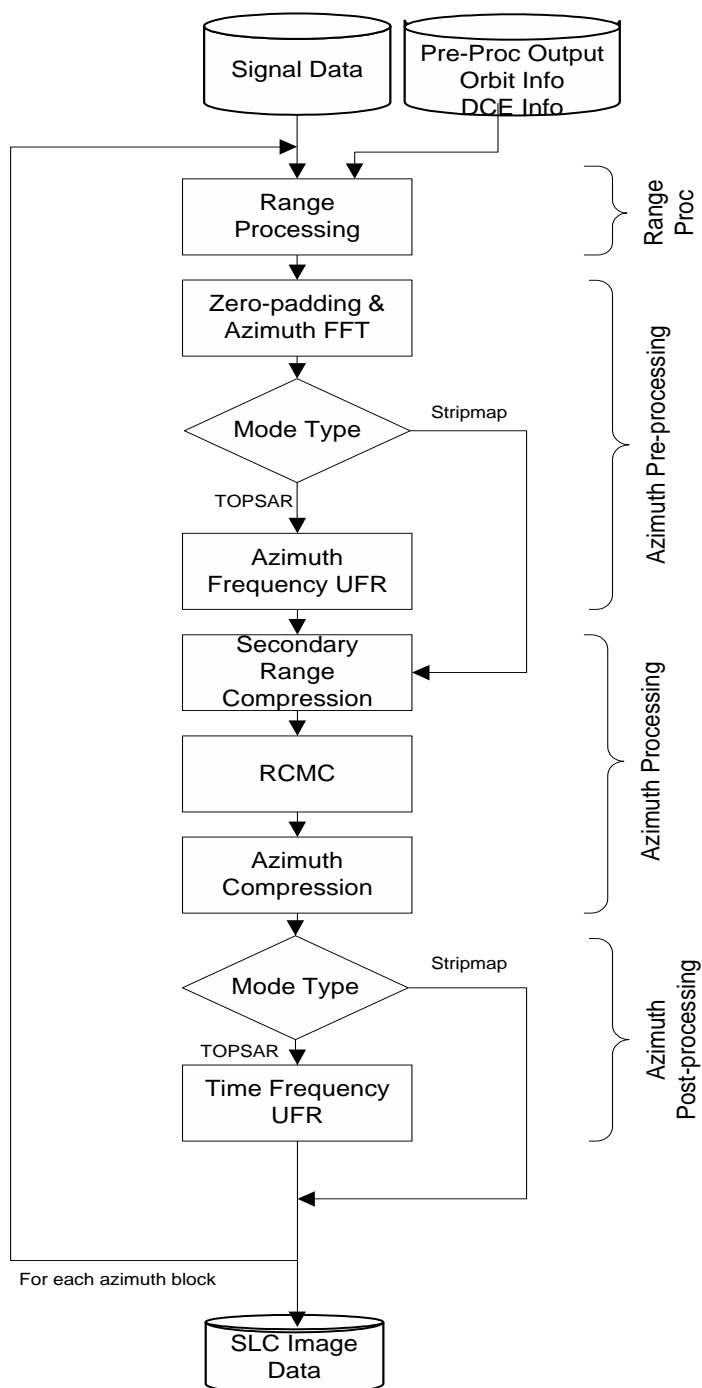 Signal Data
Pre-Proc Output
Orbit Info
DCE Info
Range
Processing
Range
Proc
Zero-padding &
Azimuth FFT
Mode Type
Stripmap
TOPSAR
Azimuth
Frequency UFR
Azimuth Pre-processing
Secondary
Range
Compression
RCMC
Azimuth
Compression
Azimuth Processing
Mode Type
Stripmap
TOPSAR
Time Frequency
UFR
Azimuth
Post-processing
For each azimuth block
SLC Image
Data